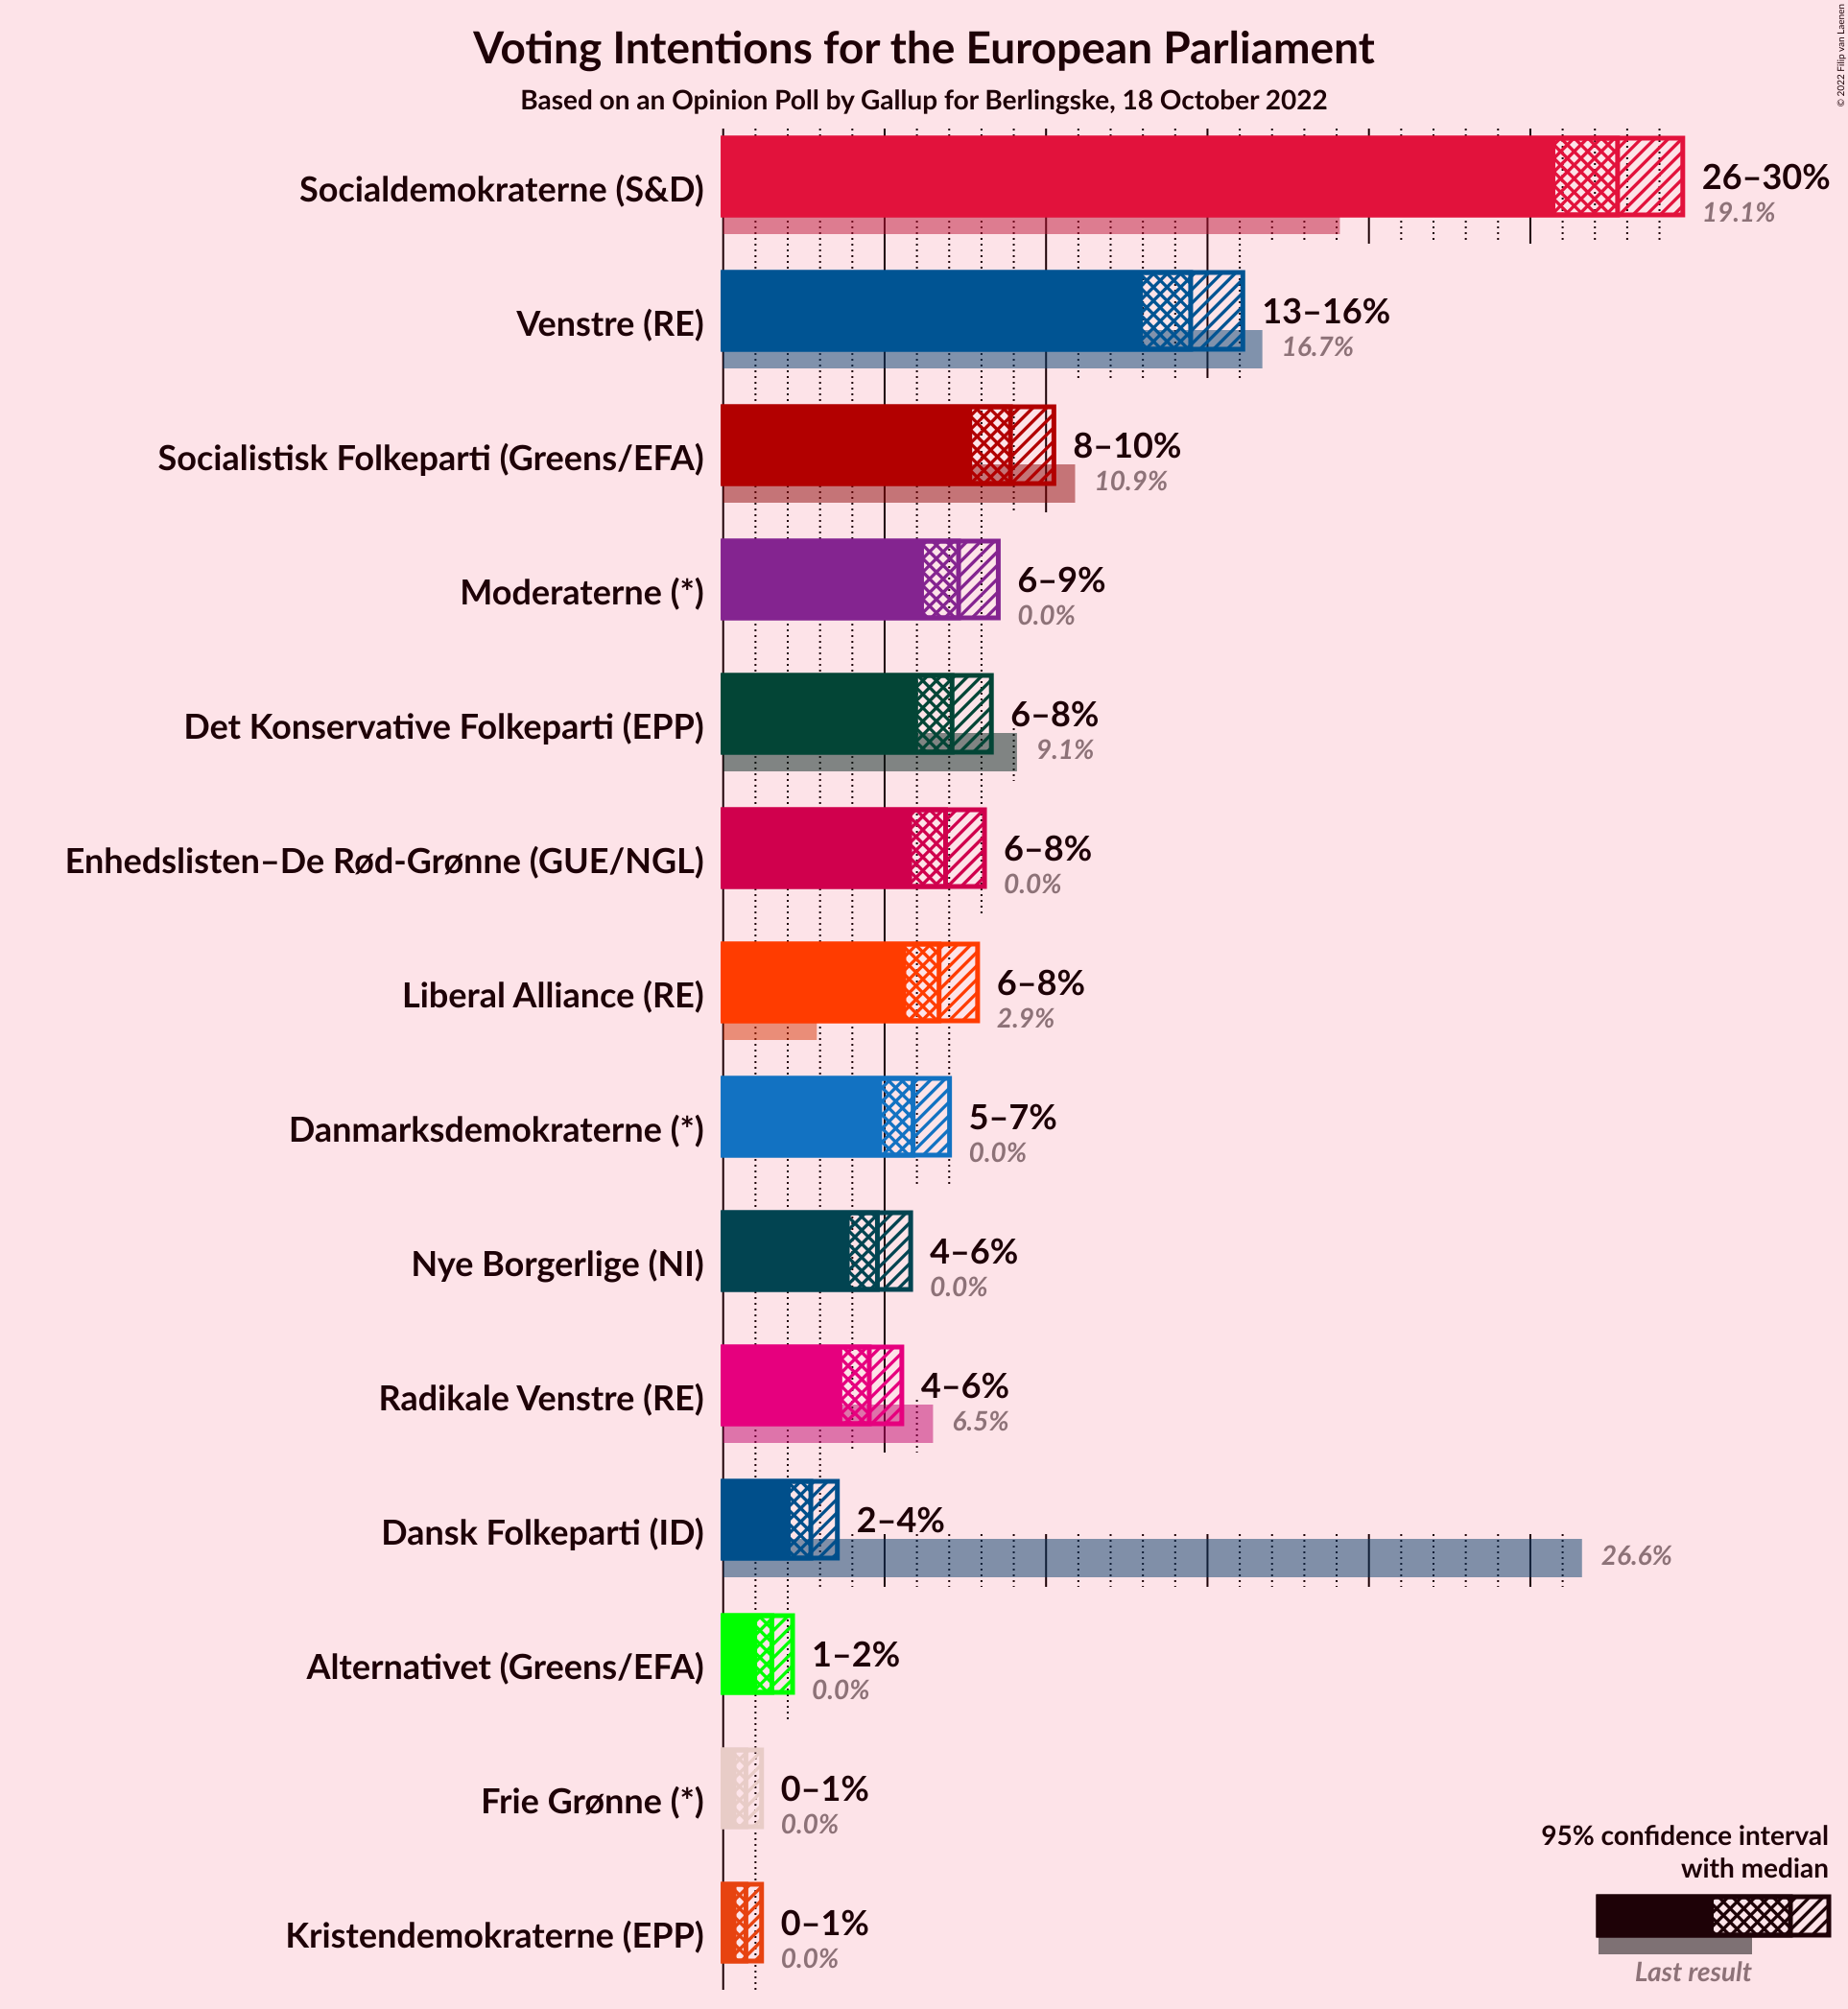 Voting Intentions for the European Parliament
Based on an Opinion Poll by Gallup for Berlingske, 18 October 2022
© 2022 Filip van Laenen
Socialdemokraterne (S&D)
26–30%
19.1%
Venstre (RE)
13–16%
16.7%
Socialistisk Folkeparti (Greens/EFA)
8–10%
10.9%
Moderaterne (*)
6–9%
0.0%
Det Konservative Folkeparti (EPP)
6–8%
9.1%
Enhedslisten–De Rød-Grønne (GUE/NGL)
6–8%
0.0%
Liberal Alliance (RE)
6–8%
2.9%
Danmarksdemokraterne (*)
5–7%
0.0%
Nye Borgerlige (NI)
4–6%
0.0%
Radikale Venstre (RE)
4–6%
6.5%
Dansk Folkeparti (ID)
2–4%
26.6%
Alternativet (Greens/EFA)
1–2%
0.0%
Frie Grønne (*)
0–1%
0.0%
Kristendemokraterne (EPP)
0–1%
0.0%
95% confidence interval
with median
Last result